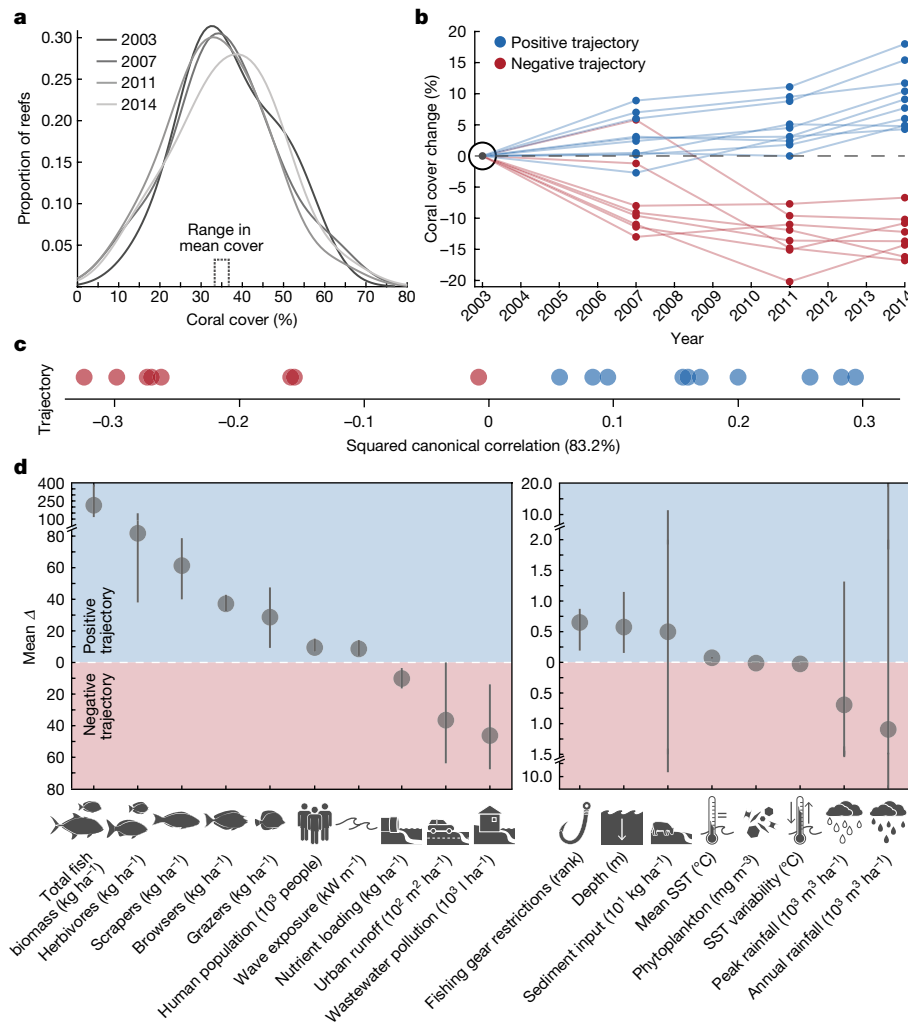 a
0.30
0.25
0.20
0.15
0.10
0.05
Proportion of reefs
2003
2007
2011
2014
Range in
mean cover
0 10 20 30 40 50 60 70 80
Coral cover (%)
b
20
15
10
5
0
−5
−10
−15
−20
Coral cover change (%)
Positive trajectory
Negative trajectory
2003 2004 2005 2006 2007 2008 2009 2010 2011 2012 2013 2014
Year
c
Trajectory
−0.3 −0.2 −0.1 0 0.1 0.2 0.3
Squared canonical correlation (83.2%)
d
400
250
100
80
60
40
20
0
20
40
60
80
Mean Δ
Positive
trajectory
Negative
trajectory
20.0
10.0
2.0
1.5
1.0
0.5
0
0.5
1.0
1.5
10.0
Total fish
biomass (kg ha⁻¹)
Herbivores (kg ha⁻¹)
Scrapers (kg ha⁻¹)
Browsers (kg ha⁻¹)
Grazers (kg ha⁻¹)
Human population (10³ people)
Wave exposure (kW m⁻¹)
Nutrient loading (kg ha⁻¹)
Urban runoff (10² m² ha⁻¹)
Wastewater pollution (10³ l ha⁻¹)
Fishing gear restrictions (rank)
Depth (m)
Sediment input (10¹ kg ha⁻¹)
Mean SST (°C)
Phytoplankton (mg m⁻³)
SST variability (°C)
Peak rainfall (10³ m³ ha⁻¹)
Annual rainfall (10³ m³ ha⁻¹)